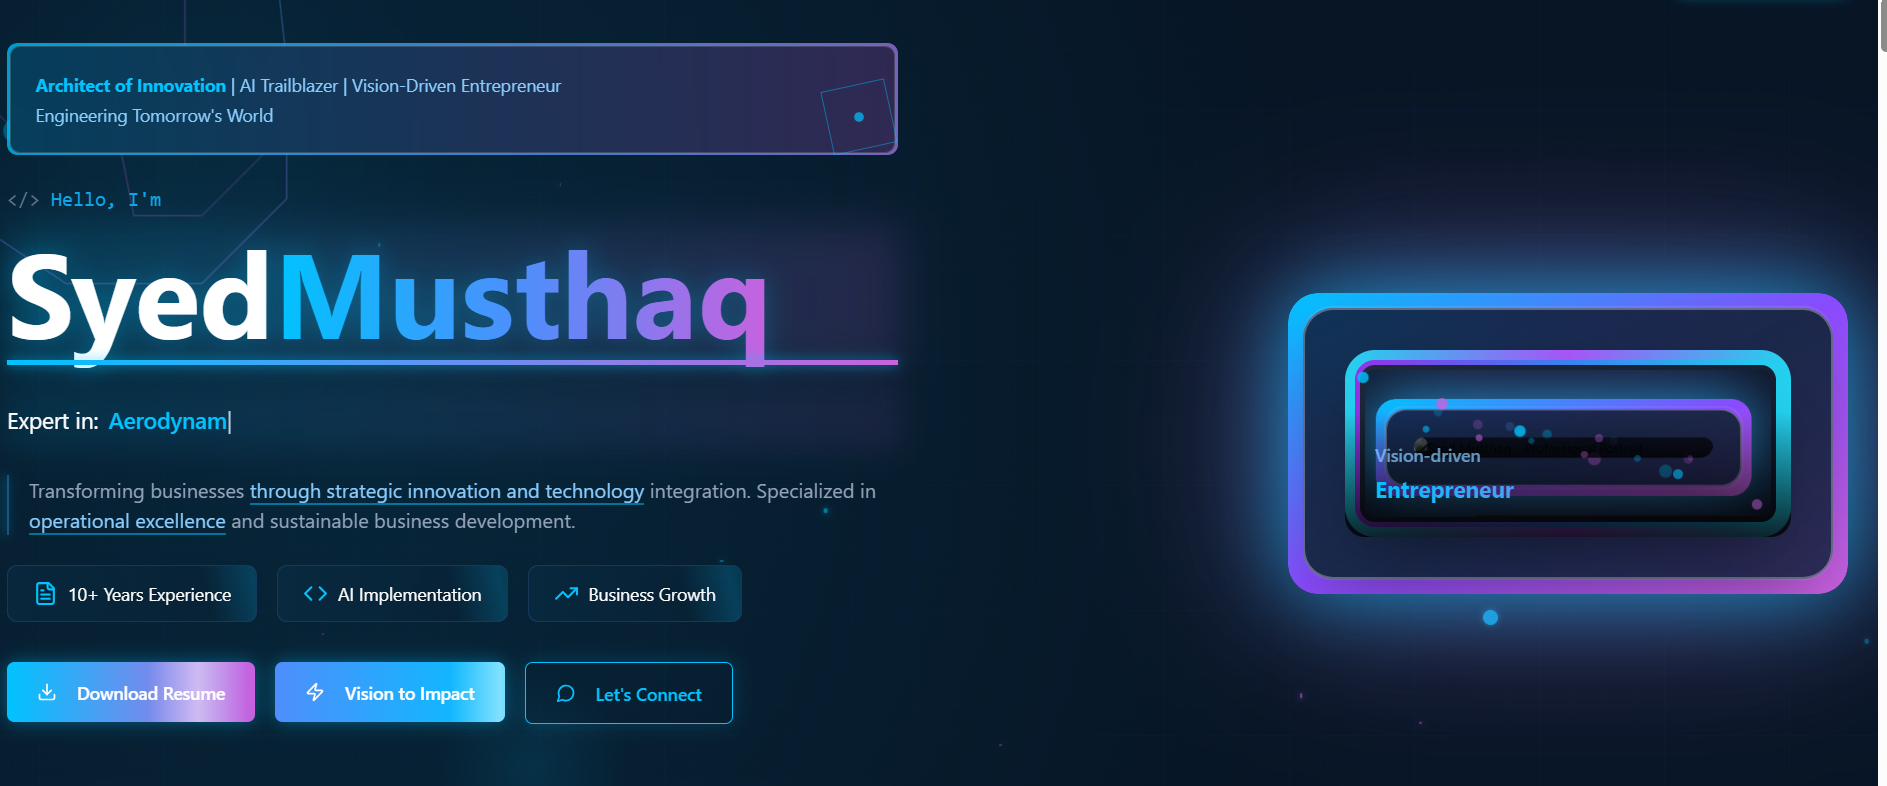 Architect of Innovation | AI Trailblazer | Vision-Driven Entrepreneur
Engineering Tomorrow's World
</> Hello, I'm
SyedMusthaq
Expert in: Aerodynam|
Transforming businesses through strategic innovation and technology integration. Specialized in
operational excellence and sustainable business development.
10+ Years Experience
AI Implementation
Business Growth
Download Resume
Vision to Impact
Let's Connect
Vision-driven
Entrepreneur